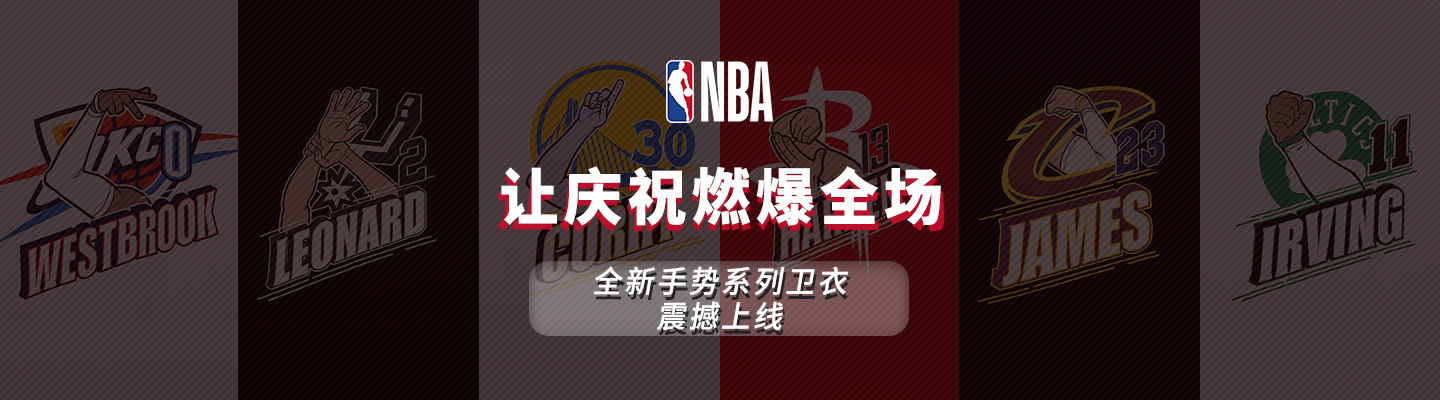 NBA
让庆祝燃爆全场
全新手势系列卫衣
震撼上线
OKC 0
WESTBROOK
2
LEONARD
30
CURRY
R
13
HARDEN
C 23
JAMES
CELTICS 11
IRVING